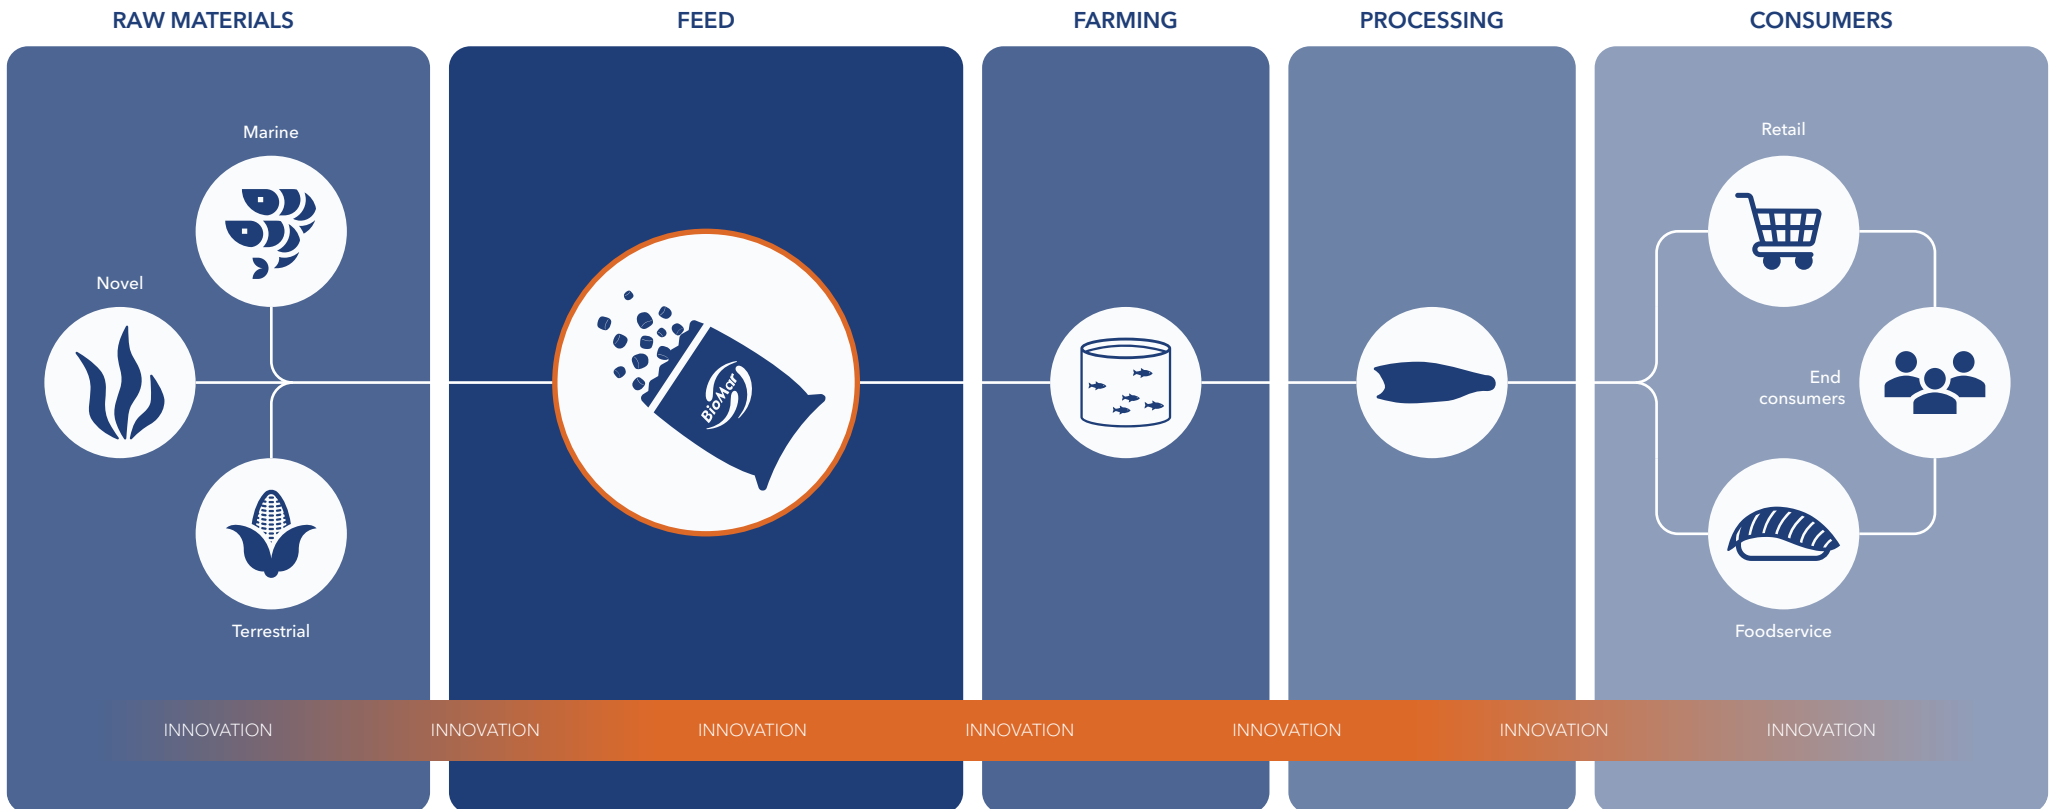 RAW MATERIALS
FEED
FARMING
PROCESSING
CONSUMERS
Marine
Novel
Terrestrial
BioMar
Retail
End
consumers
Foodservice
INNOVATION
INNOVATION
INNOVATION
INNOVATION
INNOVATION
INNOVATION
INNOVATION